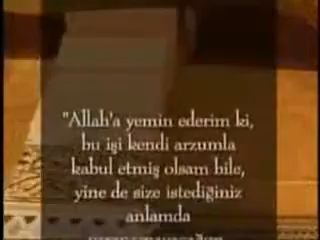 "Allah'a yemin ederim ki,
bu işi kendi arzumla
kabul etmiş olsam bile,
yine de size istediğiniz
anlamda